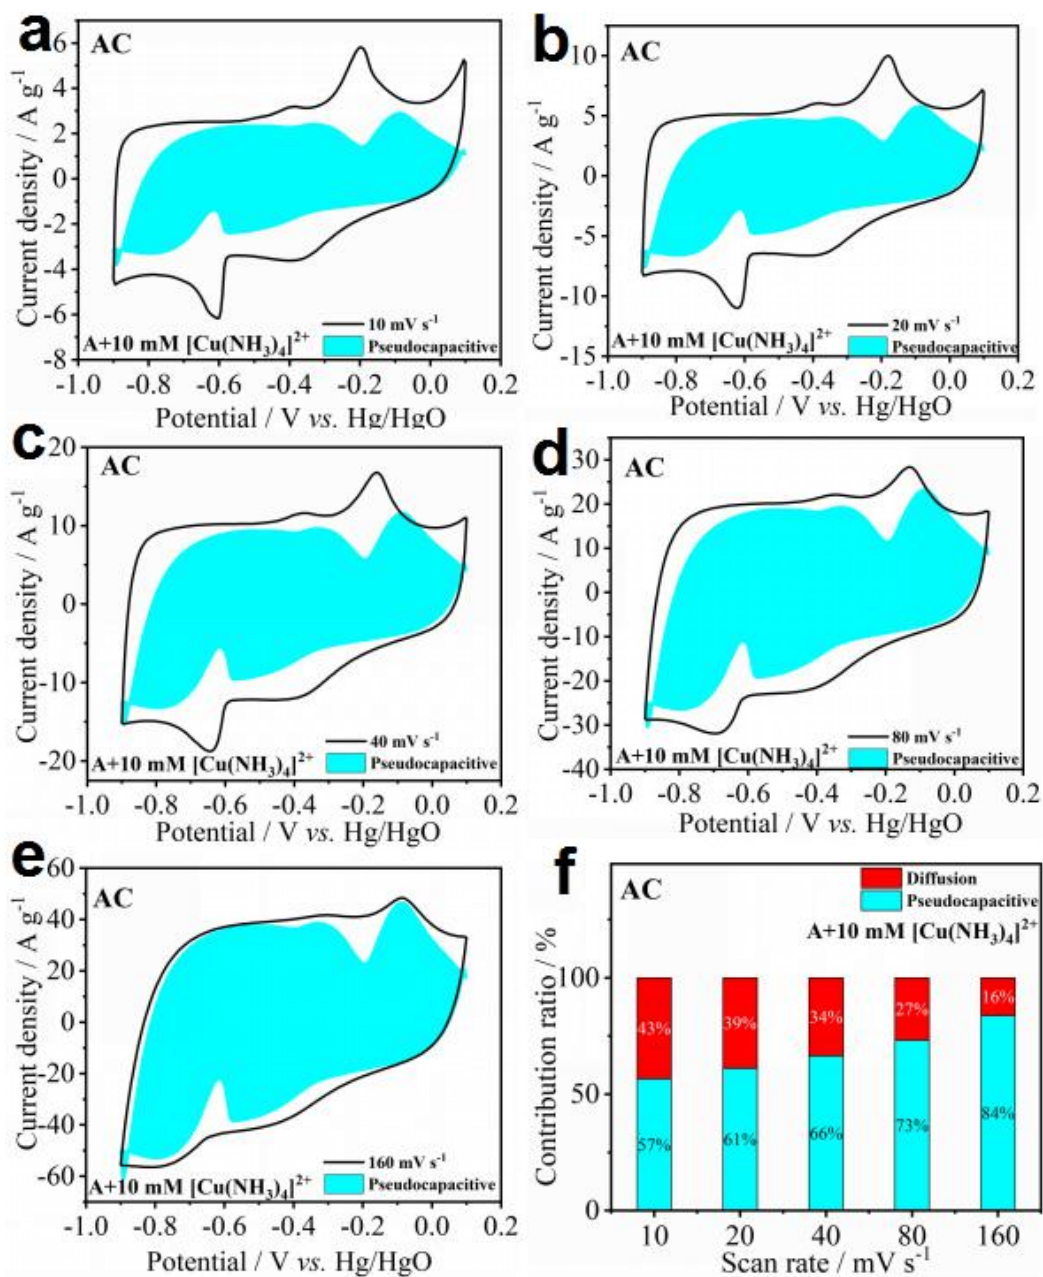 a
AC
6
4
2
0
-2
-4
-6
-8
Current density / A g-1
10 mV s-1
A+10 mM [Cu(NH3)4]2+
Pseudocapacitive
-1.0 -0.8 -0.6 -0.4 -0.2 0.0 0.2
Potential / V vs. Hg/HgO
b
AC
10
5
0
-5
-10
-15
Current density / A g-1
20 mV s-1
A+10 mM [Cu(NH3)4]2+
Pseudocapacitive
-1.0 -0.8 -0.6 -0.4 -0.2 0.0 0.2
Potential / V vs. Hg/HgO
c
AC
20
10
0
-10
-20
Current density / A g-1
40 mV s-1
A+10 mM [Cu(NH3)4]2+
Pseudocapacitive
-1.0 -0.8 -0.6 -0.4 -0.2 0.0 0.2
Potential / V vs. Hg/HgO
d
AC
30
20
10
0
-10
-20
-30
-40
Current density / A g-1
80 mV s-1
A+10 mM [Cu(NH3)4]2+
Pseudocapacitive
-1.0 -0.8 -0.6 -0.4 -0.2 0.0 0.2
Potential / V vs. Hg/HgO
e
AC
60
40
20
0
-20
-40
-60
Current density / A g-1
160 mV s-1
A+10 mM [Cu(NH3)4]2+
Pseudocapacitive
-1.0 -0.8 -0.6 -0.4 -0.2 0.0 0.2
Potential / V vs. Hg/HgO
f
AC
Diffusion
Pseudocapacitive
A+10 mM [Cu(NH3)4]2+
100
50
0
Contribution ratio / %
43% 39% 34% 27% 16%
57% 61% 66% 73% 84%
10 20 40 80 160
Scan rate / mV s-1